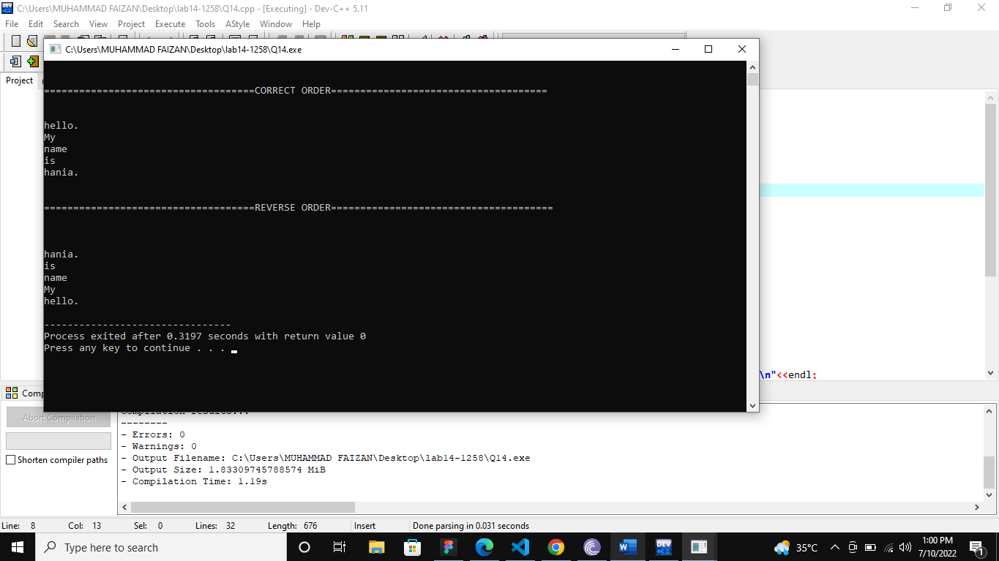 C:\Users\MUHAMMAD FAIZAN\Desktop\lab14-1258\Q14.cpp - [Executing] - Dev-C++ 5.11
File Edit Search View Project Execute Tools AStyle Window Help
C:\Users\MUHAMMAD FAIZAN\Desktop\lab14-1258\Q14.exe
Project
====================================CORRECT ORDER=====================================
hello.
My
name
is
hania.
====================================REVERSE ORDER======================================
hania.
is
name
My
hello.
--------------------------------
Process exited after 0.3197 seconds with return value 0
Press any key to continue . . .
\n"<<endl;
Abort Compilation
Compilation results...
--------
- Errors: 0
- Warnings: 0
- Output Filename: C:\Users\MUHAMMAD FAIZAN\Desktop\lab14-1258\Q14.exe
- Output Size: 1.83309745788574 MiB
- Compilation Time: 1.19s
Shorten compiler paths
Line: 8 Col: 13 Sel: 0 Lines: 32 Length: 676 Insert Done parsing in 0.031 seconds
Type here to search
35°C
1:00 PM
7/10/2022
1